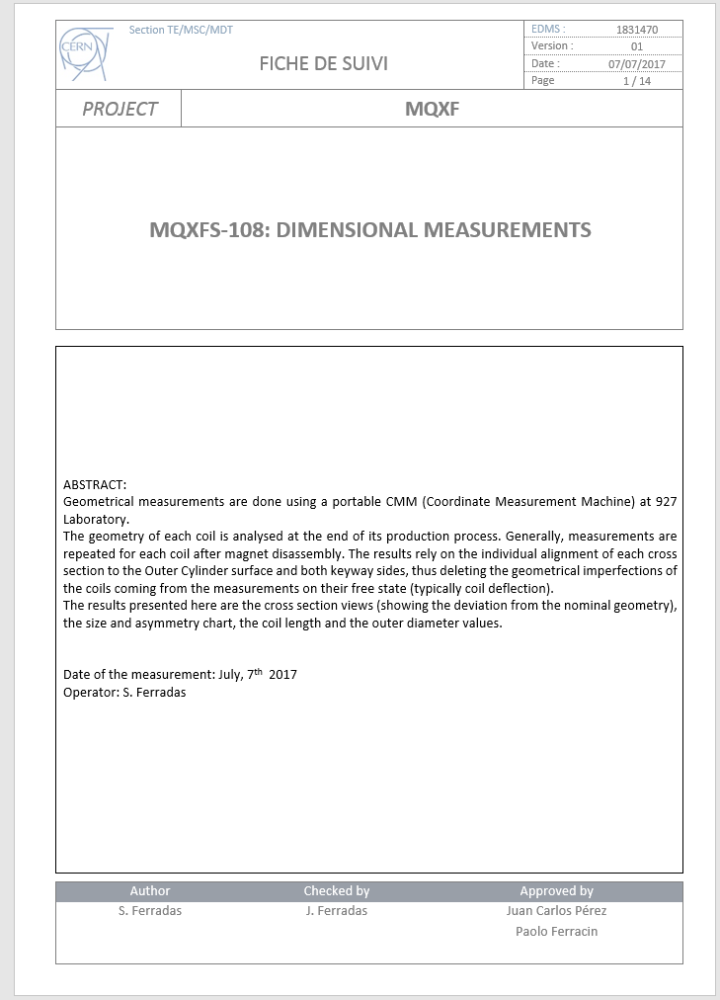 CERN
Section TE/MSC/MDT
FICHE DE SUIVI
EDMS : 1831470
Version : 01
Date : 07/07/2017
Page 1 / 14
PROJECT
MQXF
MQXFS-108: DIMENSIONAL MEASUREMENTS
ABSTRACT:
Geometrical measurements are done using a portable CMM (Coordinate Measurement Machine) at 927
Laboratory.
The geometry of each coil is analysed at the end of its production process. Generally, measurements are
repeated for each coil after magnet disassembly. The results rely on the individual alignment of each cross
section to the Outer Cylinder surface and both keyway sides, thus deleting the geometrical imperfections of
the coils coming from the measurements on their free state (typically coil deflection).
The results presented here are the cross section views (showing the deviation from the nominal geometry),
the size and asymmetry chart, the coil length and the outer diameter values.
Date of the measurement: July, 7th 2017
Operator: S. Ferradas
Author Checked by Approved by
S. Ferradas J. Ferradas Juan Carlos Pérez
Paolo Ferracin